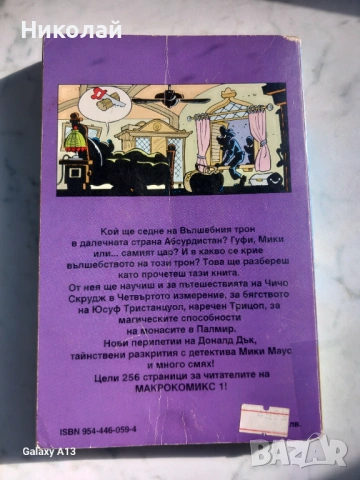 Николай
Кой ще седне на Вълшебния трон
в далечната страна Абсурдистан? Гуфи, Мики
или... самият цар? И в какво се крие
вълшебството на този трон? Това ще разбереш
като прочетеш тази книга.
От нея ще научиш и за пътешествията на Чичо
Скрудж в Четвъртото измерение, за бягството
на Юсуф Тристанцуол, наречен Трицоп, за
магическите способности
на монасите в Палмир.
Нови перипетии на Доналд Дък,
тайнствени разкрития с детектива Мики Маус
и много смях!
Цели 256 страници за читателите на
МАКРОКОМИКС 1!
ISBN 954-446-059-4
лв.
Galaxy A13
bazar